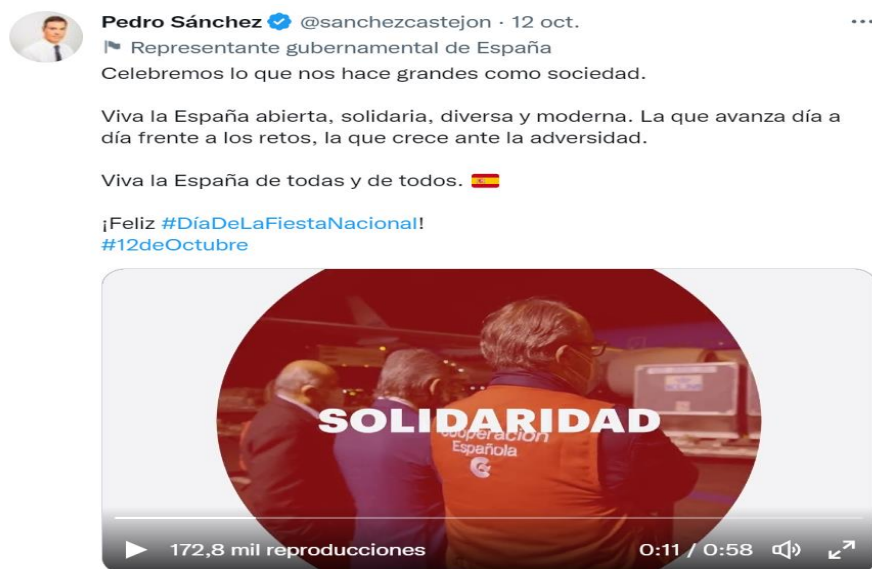 Pedro Sánchez @sanchezcastejon · 12 oct.
Representante gubernamental de España
Celebremos lo que nos hace grandes como sociedad.
Viva la España abierta, solidaria, diversa y moderna. La que avanza día a
día frente a los retos, la que crece ante la adversidad.
Viva la España de todas y de todos.
¡Feliz #DíaDeLaFiestaNacional!
#12deOctubre
SOLIDARIDAD
Cooperación
Española
172,8 mil reproducciones
0:11 / 0:58